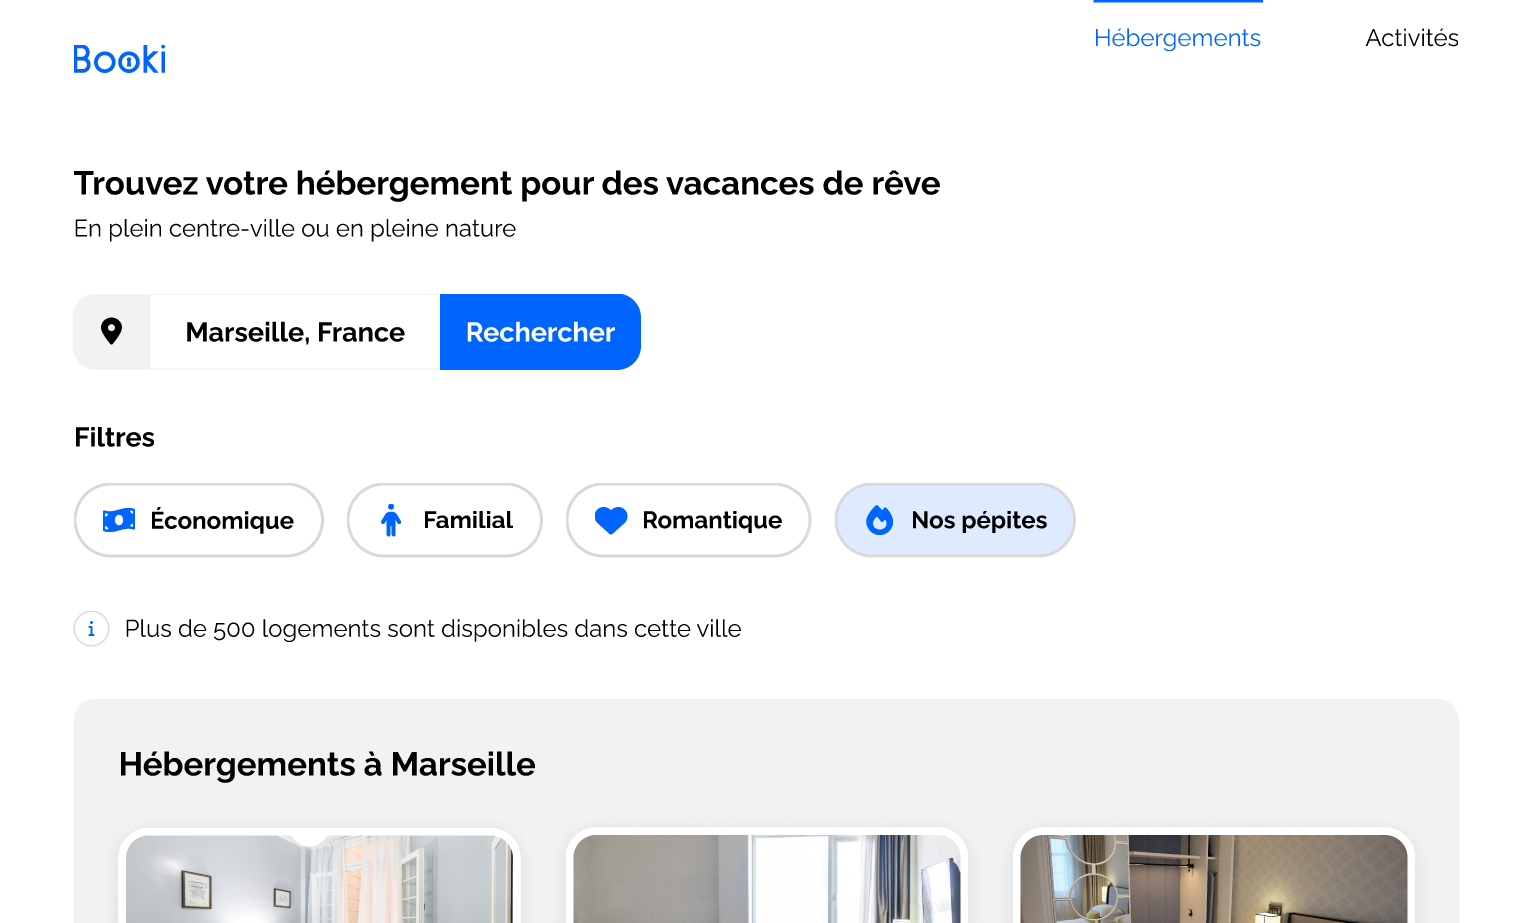 Booki
Hébergements
Activités
Trouvez votre hébergement pour des vacances de rêve
En plein centre-ville ou en pleine nature
Marseille, France
Rechercher
Filtres
Économique
Familial
Romantique
Nos pépites
i
Plus de 500 logements sont disponibles dans cette ville
Hébergements à Marseille